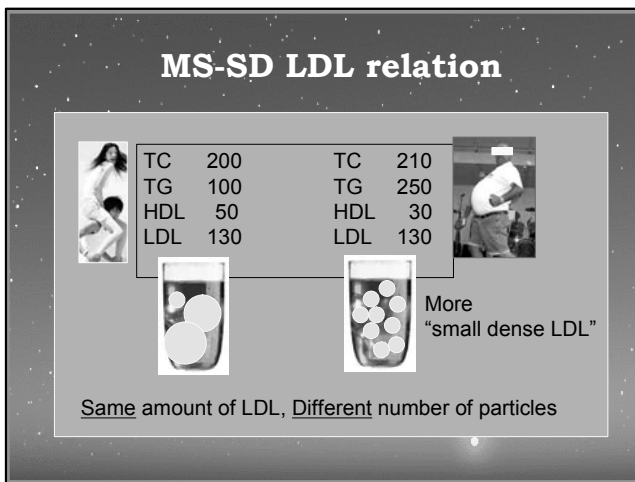 MS-SD LDL relation
TC 200
TG 100
HDL 50
LDL 130
TC 210
TG 250
HDL 30
LDL 130
More
“small dense LDL”
Same amount of LDL, Different number of particles